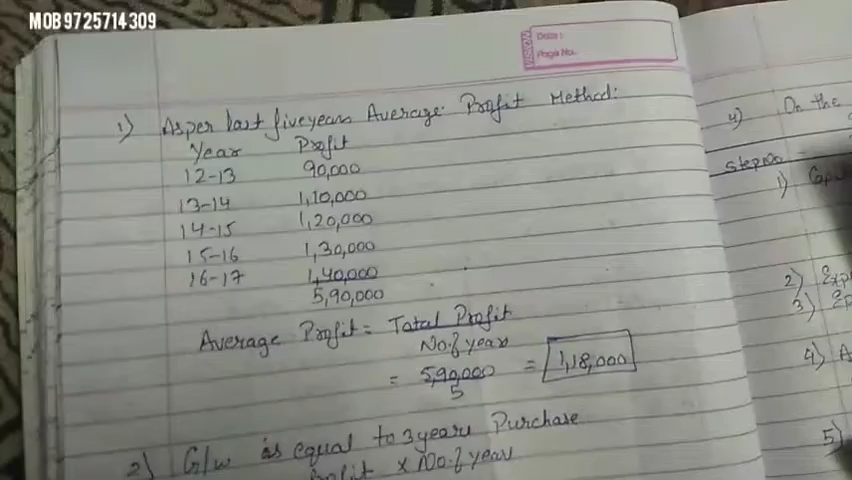 MOB 9725714309
Date:
Page No.
1) As per last five years Average Profit Method:
Year Profit
12-13 90,000
13-14 1,10,000
14-15 1,20,000
15-16 1,30,000
16-17 1,40,000
5,90,000
Average Profit = Total Profit
No. of year
= 5,90,000 = 1,18,000
5
2) G/w is equal to 3 years Purchase
Profit × No. of year
4) On the
Step No
1)
2)
3)
4) A
5)